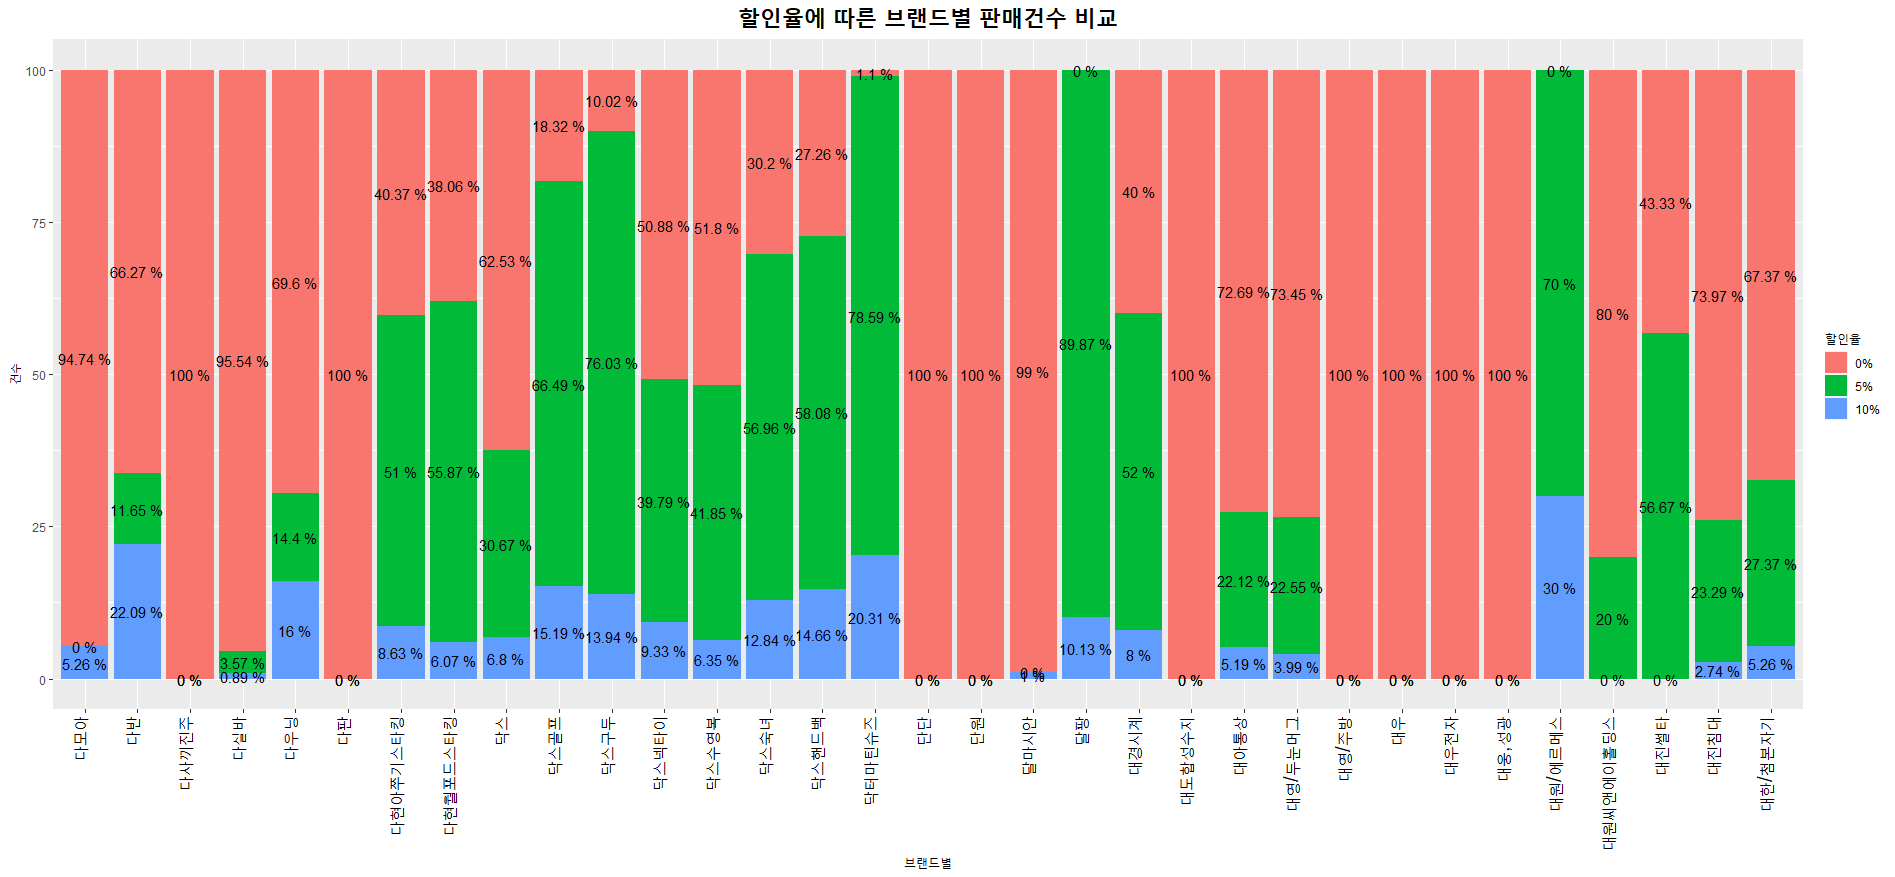 할인율에 따른 브랜드별 판매건수 비교
건수
100
75
50
25
0
94.74 %
0 %
5.26 %
66.27 %
11.65 %
22.09 %
100 %
0 %
95.54 %
3.57 %
0.89 %
69.6 %
14.4 %
16 %
100 %
0 %
40.37 %
51 %
8.63 %
38.06 %
55.87 %
6.07 %
62.53 %
30.67 %
6.8 %
18.32 %
66.49 %
15.19 %
10.02 %
76.03 %
13.94 %
50.88 %
39.79 %
9.33 %
51.8 %
41.85 %
6.35 %
30.2 %
56.96 %
12.84 %
27.26 %
58.08 %
14.66 %
1.1 %
78.59 %
20.31 %
100 %
0 %
100 %
0 %
99 %
0 %
1 %
0 %
89.87 %
10.13 %
40 %
52 %
8 %
100 %
0 %
72.69 %
22.12 %
5.19 %
73.45 %
22.55 %
3.99 %
100 %
0 %
100 %
0 %
100 %
0 %
100 %
0 %
0 %
70 %
30 %
80 %
20 %
0 %
43.33 %
56.67 %
0 %
73.97 %
23.29 %
2.74 %
67.37 %
27.37 %
5.26 %
다모아
다반
다사끼진주
다실바
다우닝
다판
다현아쭈기스타킹
다현월포드스타킹
닥스
닥스골프
닥스구두
닥스넥타이
닥스수영복
닥스숙녀
닥스핸드백
닥터마틴슈즈
단단
단원
달마시안
달팡
대경시계
대도합성수지
대아통상
대영/두눈머그
대영/주방
대우
대우전자
대웅,성광
대원/에르매스
대원씨앤에이홀딩스
대진썰타
대진침대
대한/첨분자기
브랜드별
할인율
0%
5%
10%